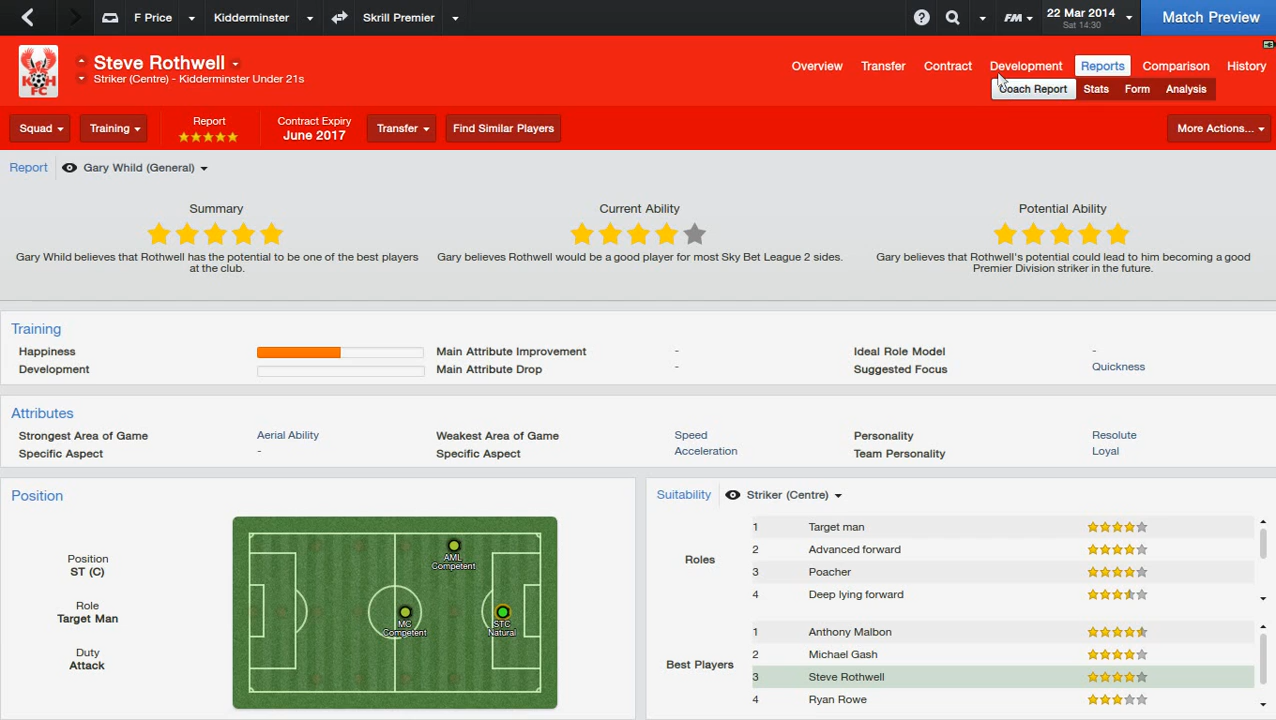 F Price
Kidderminster
Skrill Premier
FM
22 Mar 2014
Sat 14:30
Match Preview
KH
FC
Steve Rothwell
Striker (Centre) - Kidderminster Under 21s
Overview
Transfer
Contract
Development
Reports
Comparison
History
Coach Report
Stats
Form
Analysis
Squad
Training
Report
Contract Expiry
June 2017
Transfer
Find Similar Players
More Actions...
Report
Gary Whild (General)
Summary
Gary Whild believes that Rothwell has the potential to be one of the best players
at the club.
Current Ability
Gary believes Rothwell would be a good player for most Sky Bet League 2 sides.
Potential Ability
Gary believes that Rothwell's potential could lead to him becoming a good
Premier Division striker in the future.
Training
Happiness
Main Attribute Improvement -
Ideal Role Model -
Development
Main Attribute Drop -
Suggested Focus Quickness
Attributes
Strongest Area of Game Aerial Ability
Weakest Area of Game Speed
Personality Resolute
Specific Aspect -
Specific Aspect Acceleration
Team Personality Loyal
Position
Position
ST (C)
Role
Target Man
Duty
Attack
AML
Competent
MC
Competent
STC
Natural
Suitability
Striker (Centre)
Roles
1 Target man
2 Advanced forward
3 Poacher
4 Deep lying forward
Best Players
1 Anthony Malbon
2 Michael Gash
3 Steve Rothwell
4 Ryan Rowe